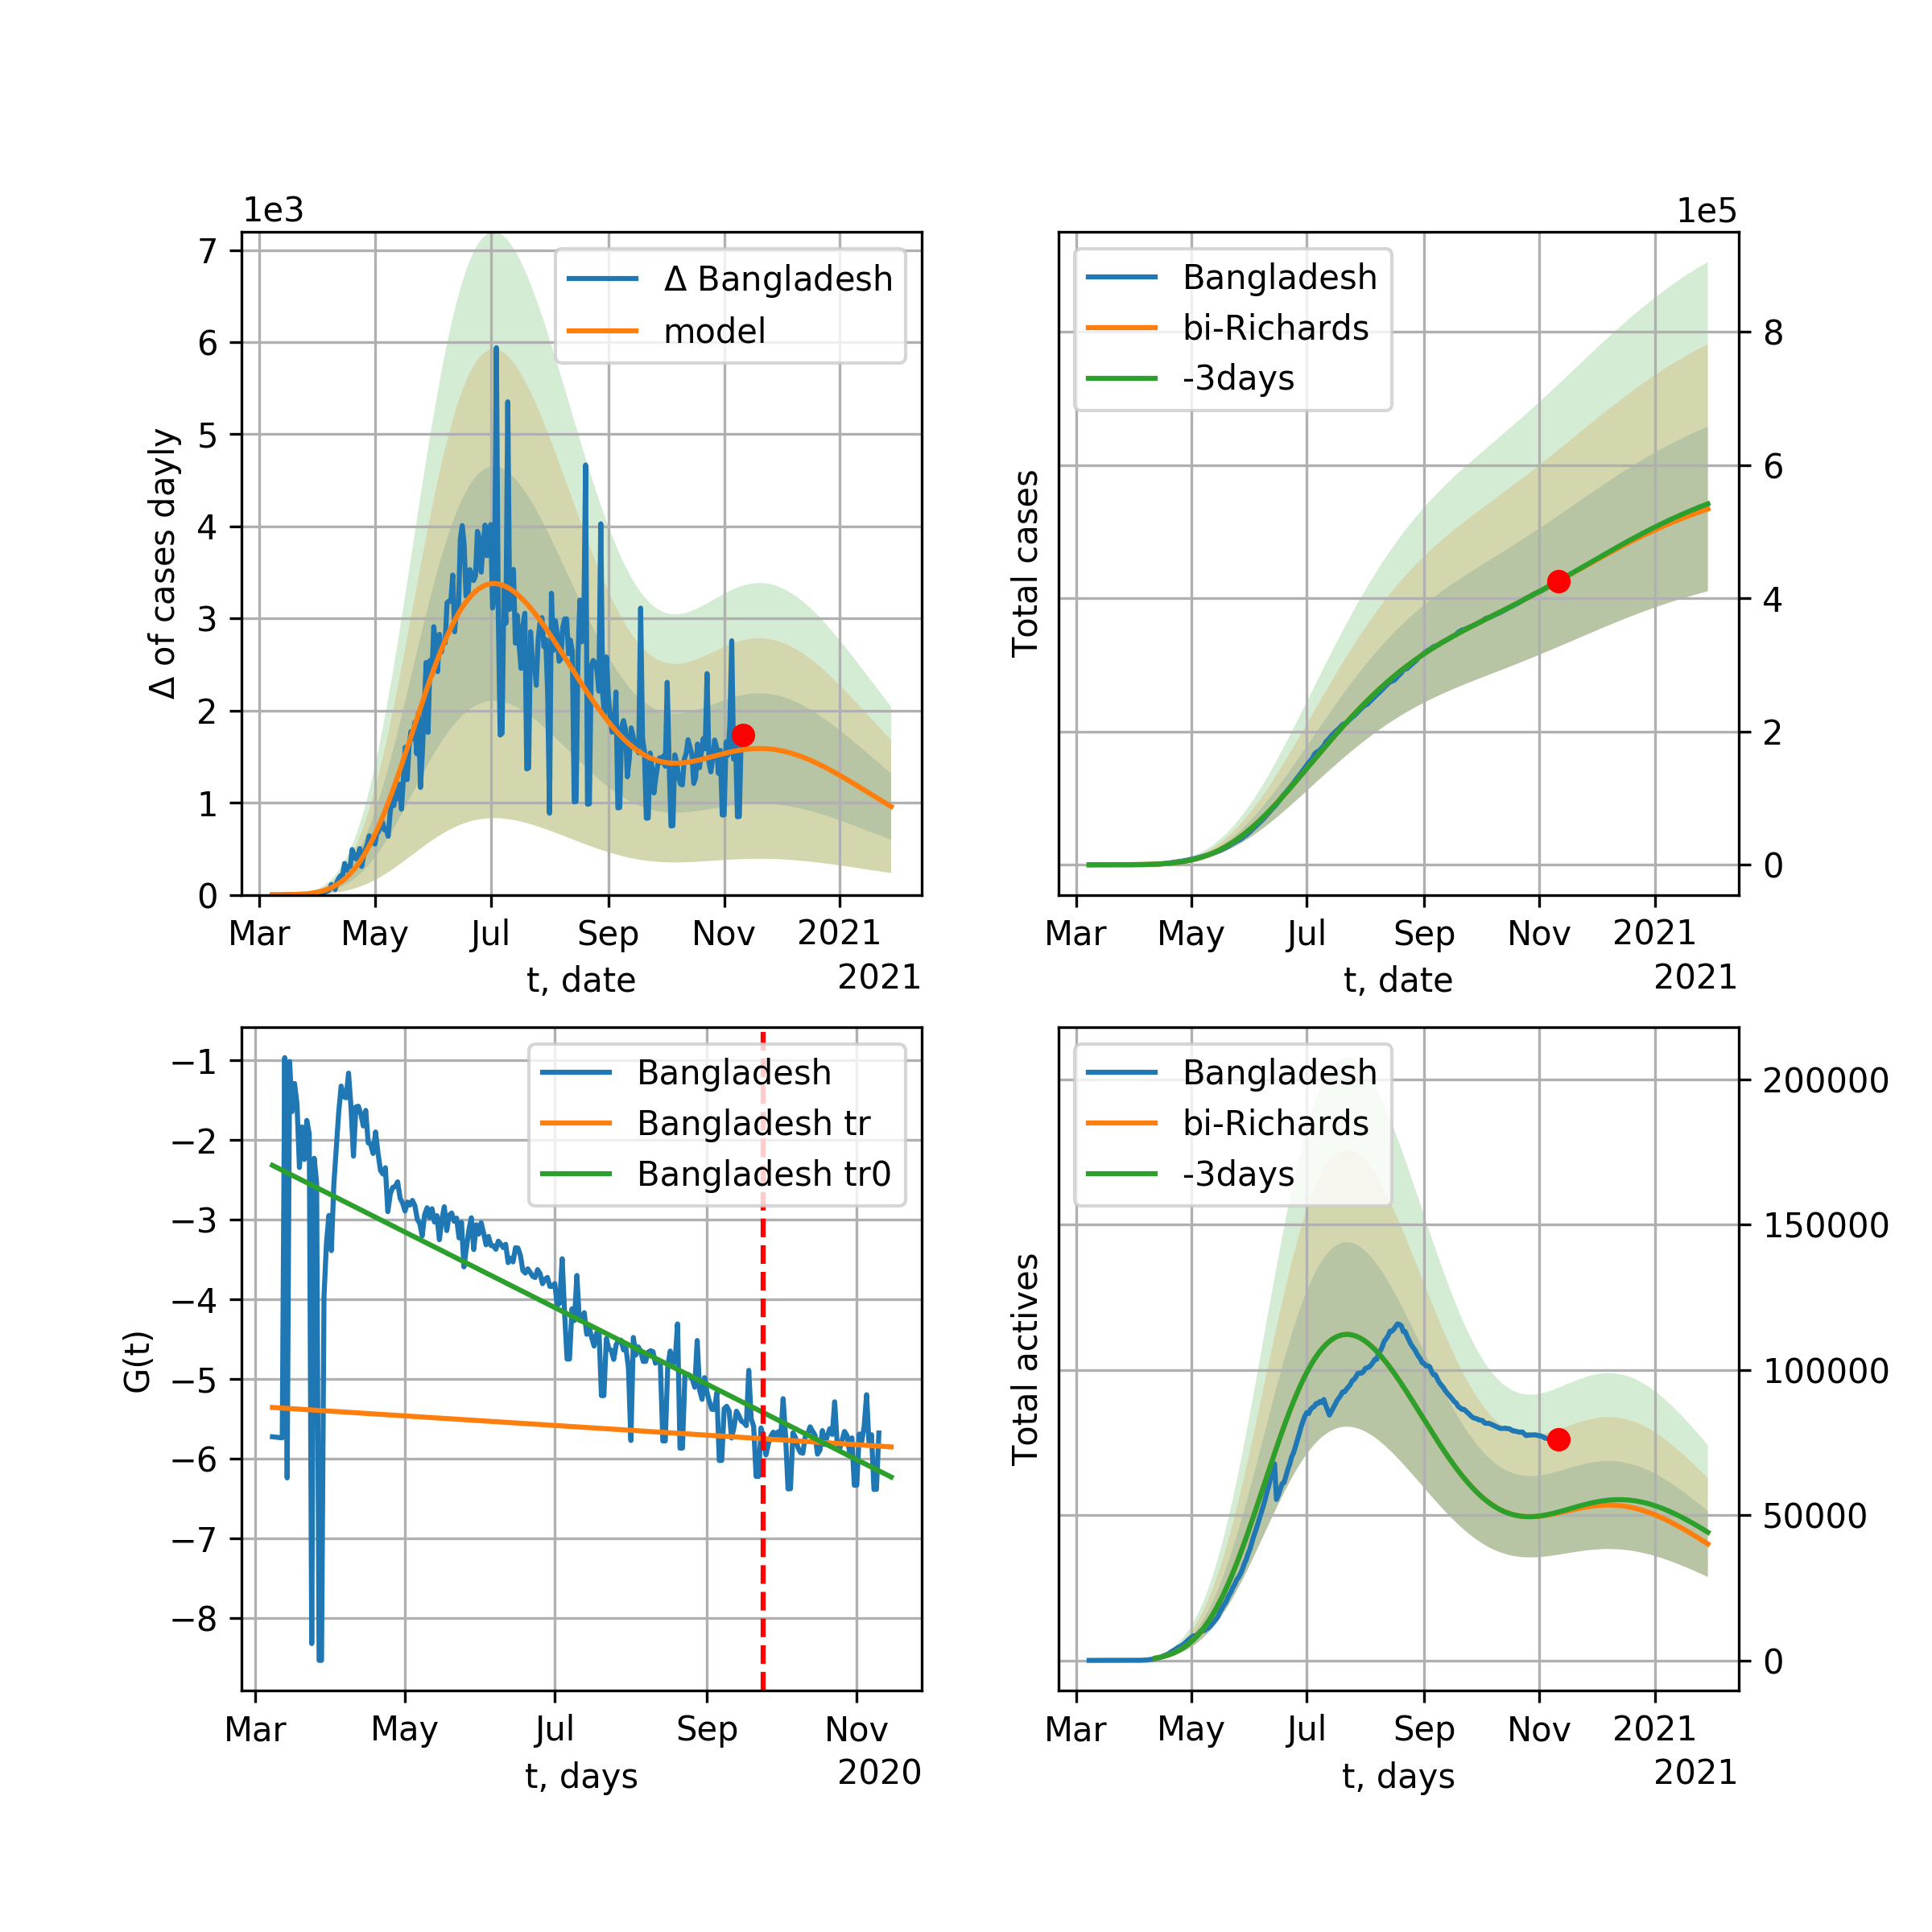 1e3
7
6
5
4
3
2
1
0
Δ of cases dayly
Δ Bangladesh
model
Mar May Jul Sep Nov 2021
t, date
2021
1e5
8
6
4
2
0
Total cases
Bangladesh
bi-Richards
-3days
Mar May Jul Sep Nov 2021
t, date
2021
−1
−2
−3
−4
−5
−6
−7
−8
G(t)
Bangladesh
Bangladesh tr
Bangladesh tr0
Mar May Jul Sep Nov
t, days
2020
200000
150000
100000
50000
0
Total actives
Bangladesh
bi-Richards
-3days
Mar May Jul Sep Nov 2021
t, days
2021